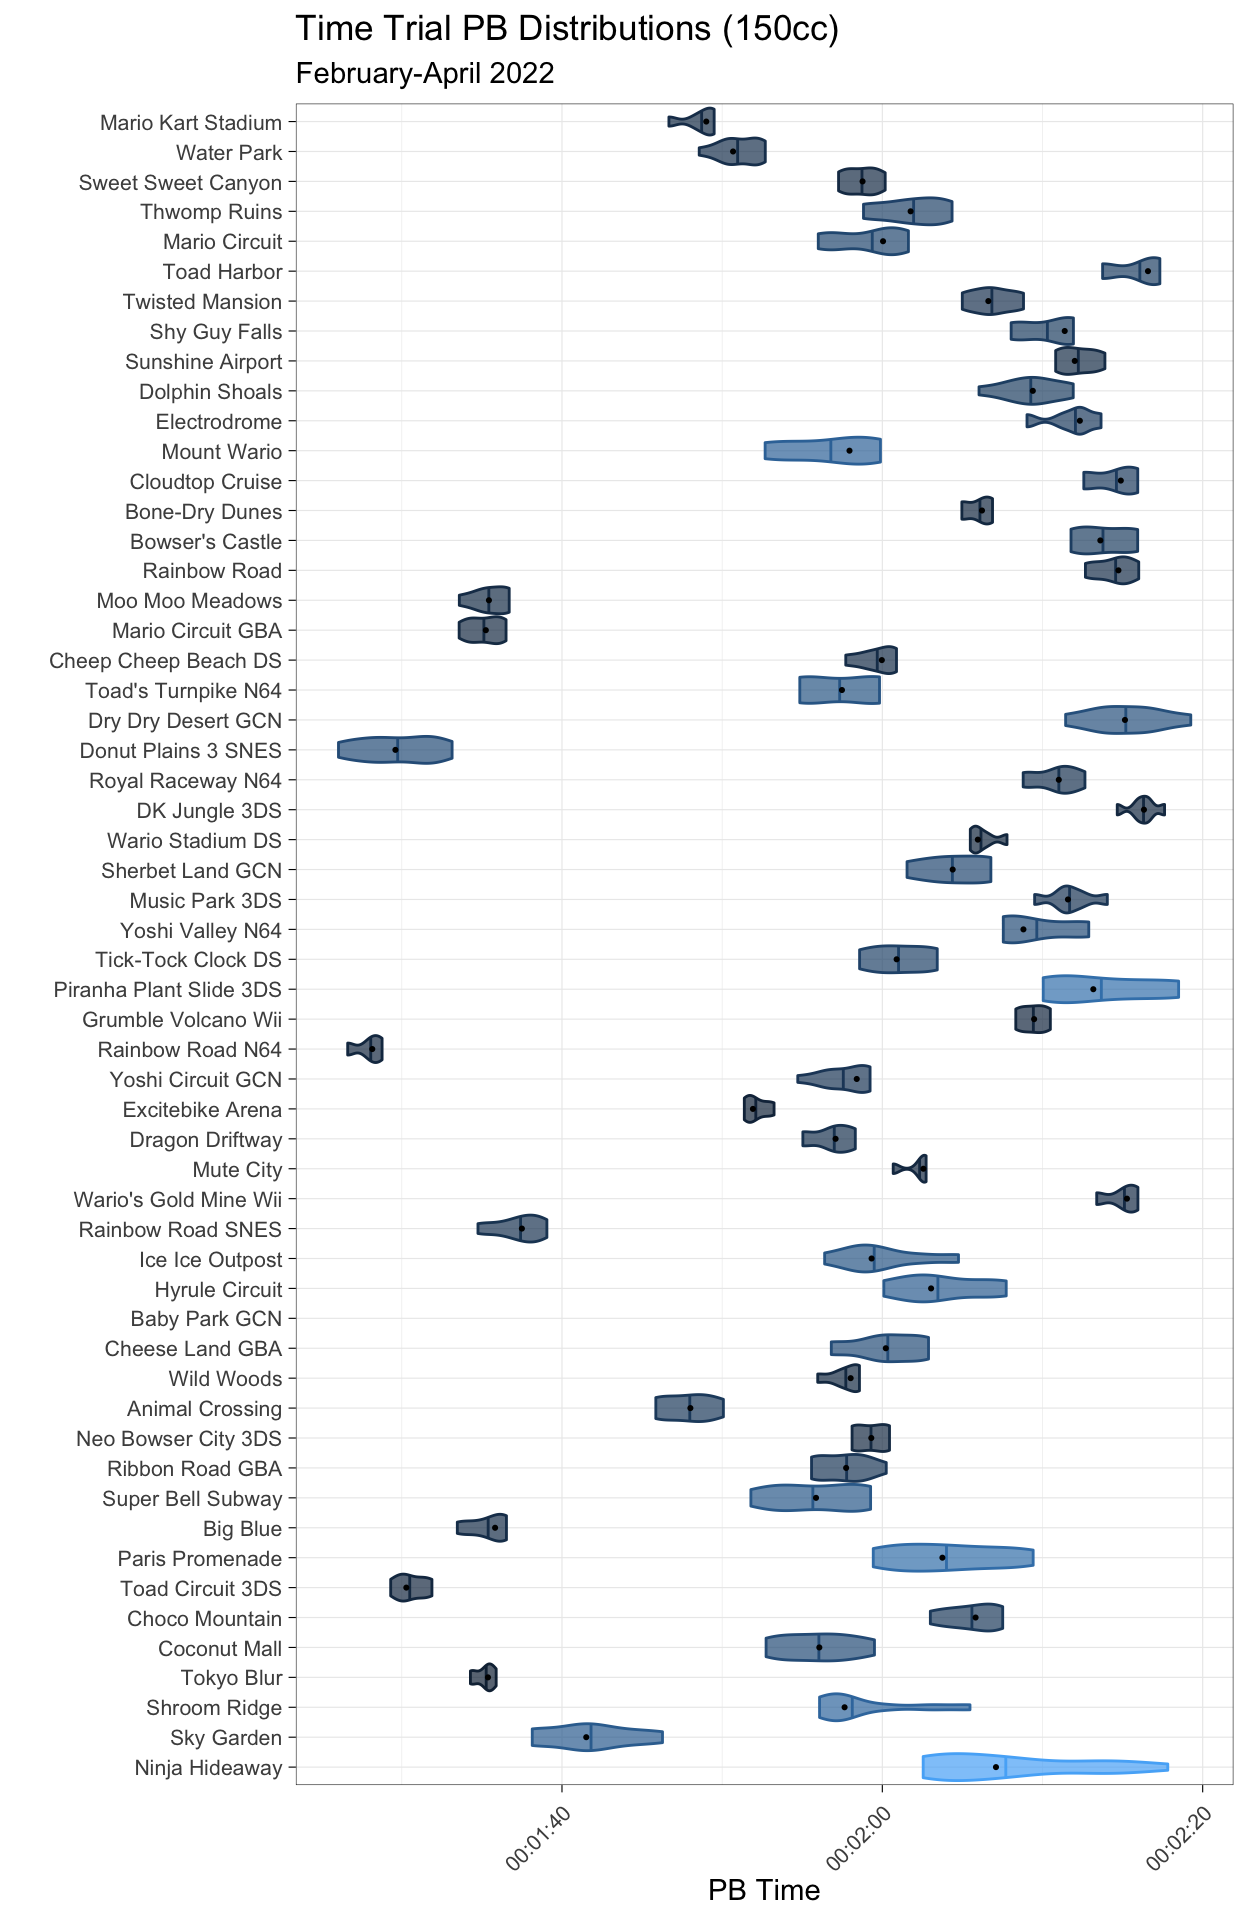 Time Trial PB Distributions (150cc)
February-April 2022
Mario Kart Stadium
Water Park
Sweet Sweet Canyon
Thwomp Ruins
Mario Circuit
Toad Harbor
Twisted Mansion
Shy Guy Falls
Sunshine Airport
Dolphin Shoals
Electrodrome
Mount Wario
Cloudtop Cruise
Bone-Dry Dunes
Bowser's Castle
Rainbow Road
Moo Moo Meadows
Mario Circuit GBA
Cheep Cheep Beach DS
Toad's Turnpike N64
Dry Dry Desert GCN
Donut Plains 3 SNES
Royal Raceway N64
DK Jungle 3DS
Wario Stadium DS
Sherbet Land GCN
Music Park 3DS
Yoshi Valley N64
Tick-Tock Clock DS
Piranha Plant Slide 3DS
Grumble Volcano Wii
Rainbow Road N64
Yoshi Circuit GCN
Excitebike Arena
Dragon Driftway
Mute City
Wario's Gold Mine Wii
Rainbow Road SNES
Ice Ice Outpost
Hyrule Circuit
Baby Park GCN
Cheese Land GBA
Wild Woods
Animal Crossing
Neo Bowser City 3DS
Ribbon Road GBA
Super Bell Subway
Big Blue
Paris Promenade
Toad Circuit 3DS
Choco Mountain
Coconut Mall
Tokyo Blur
Shroom Ridge
Sky Garden
Ninja Hideaway
00:01:40
00:02:00
00:02:20
PB Time